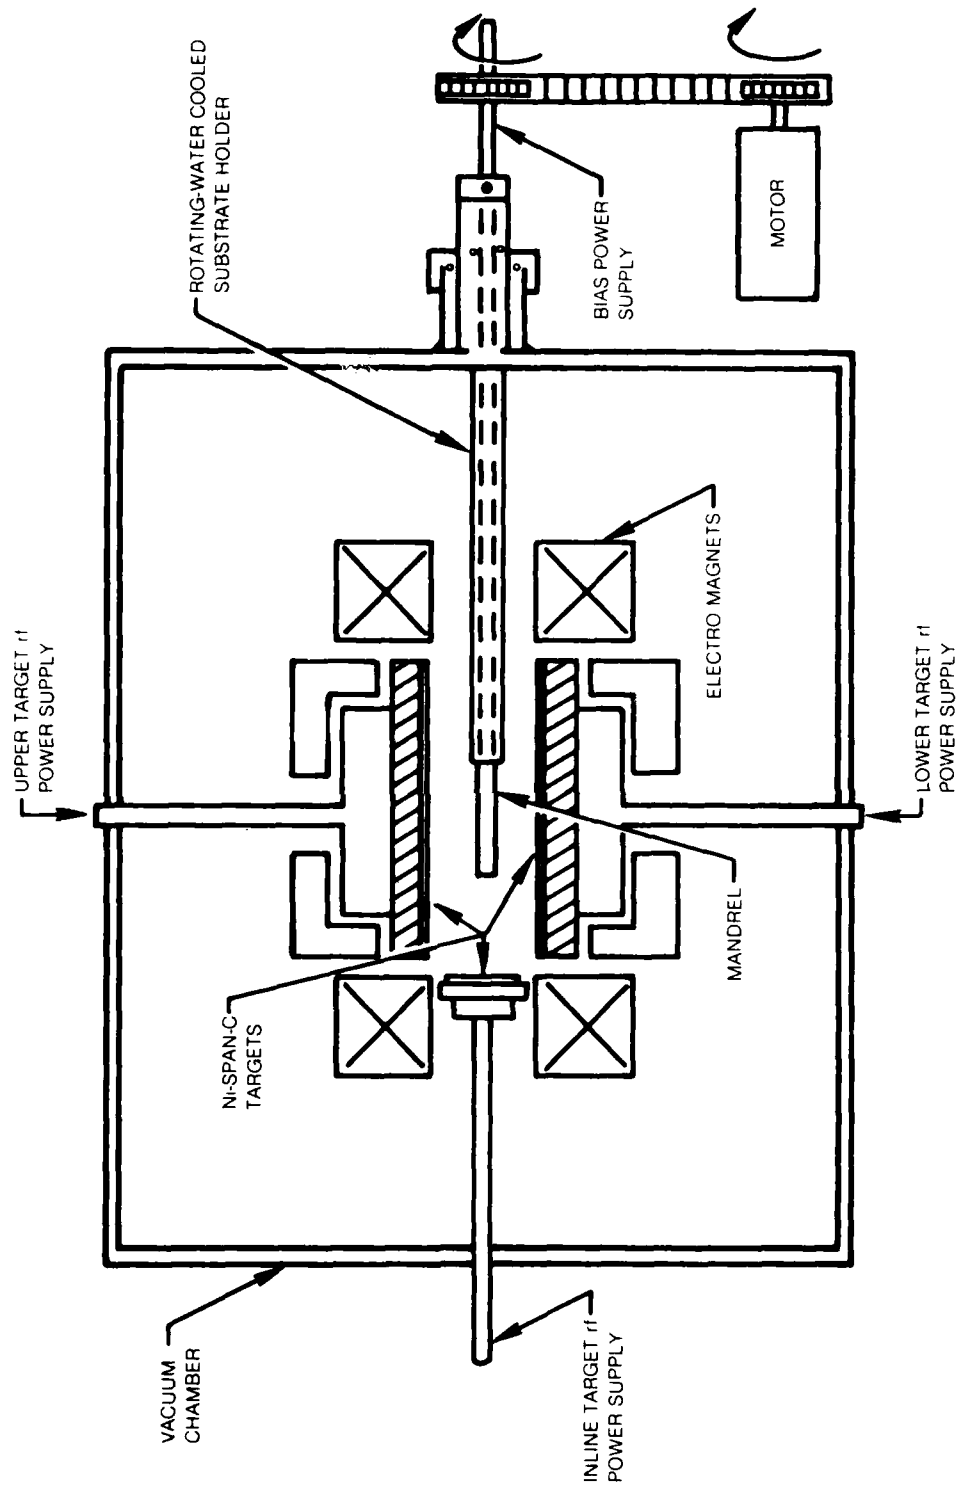 UPPER TARGET rf
POWER SUPPLY
ROTATING-WATER COOLED
SUBSTRATE HOLDER
Ni-SPAN-C
TARGETS
VACUUM
CHAMBER
INLINE TARGET rf
POWER SUPPLY
MANDREL
ELECTRO MAGNETS
BIAS POWER
SUPPLY
MOTOR
LOWER TARGET rf
POWER SUPPLY